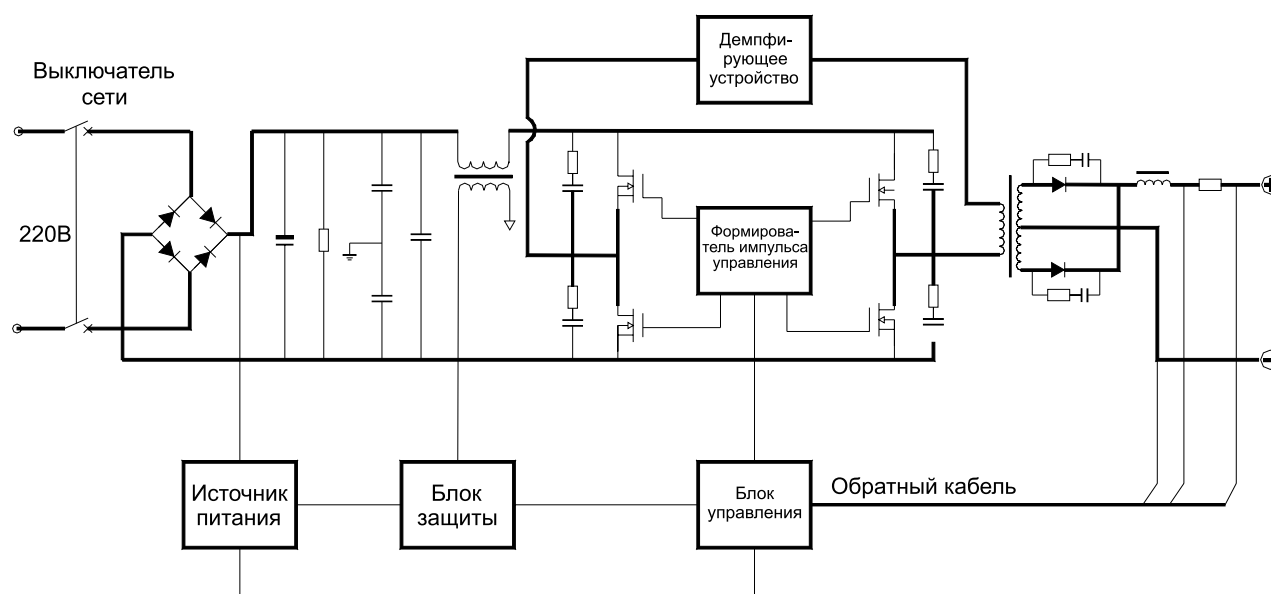 Демпфи-
рующее
устройство
Выключатель
сети
220В
Формирова-
тель импульса
управления
Источник
питания
Блок
защиты
Блок
управления
Обратный кабель